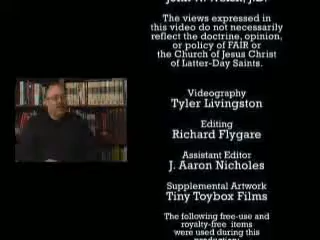 The views expressed in
this video do not necessarily
reflect the doctrine, opinion,
or policy of FAIR or
the Church of Jesus Christ
of Latter-Day Saints.
Videography
Tyler Livingston
Editing
Richard Flygare
Assistant Editor
J. Aaron Nicholes
Supplemental Artwork
Tiny Toybox Films
The following free-use and
royalty-free items
were used during this